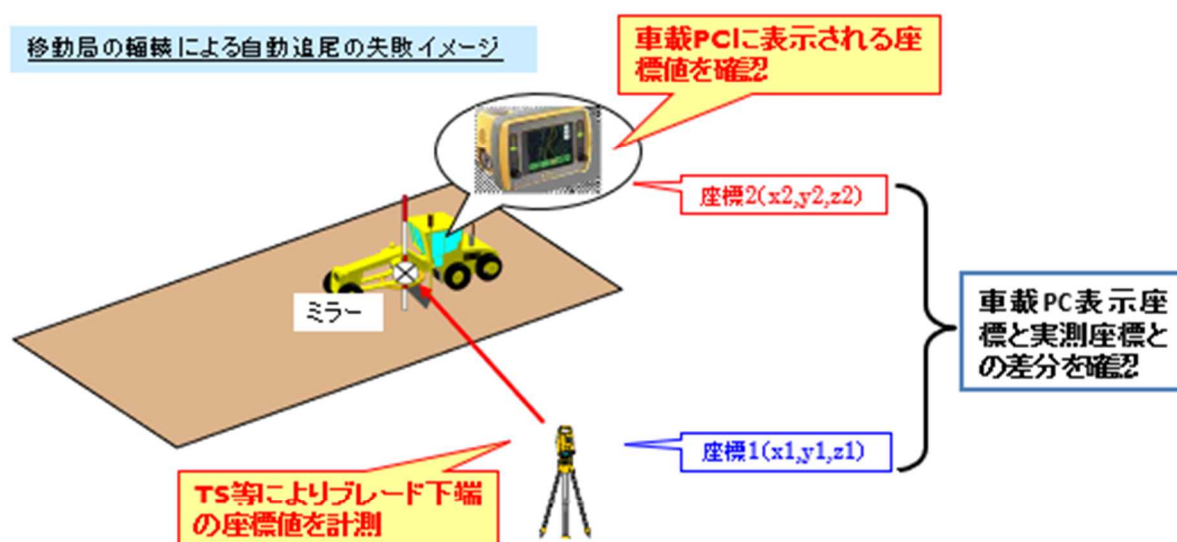 移動局の輻輳による自動追尾の失敗イメージ
車載PCに表示される座
標値を確認
座標2(x2,y2,z2)
ミラー
車載PC表示座
標と実測座標と
の差分を確認
座標1(x1,y1,z1)
TS等によりブレード下端
の座標値を計測